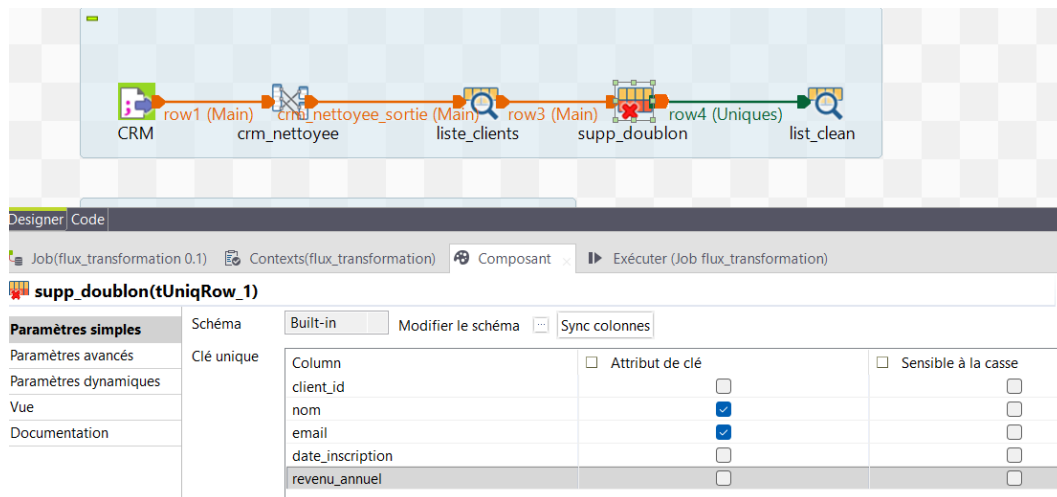 row1 (Main) crm_nettoyee_sortie (Main) row3 (Main) row4 (Uniques)
CRM crm_nettoyee liste_clients supp_doublon list_clean
Designer Code
Job(flux_transformation 0.1) Contexts(flux_transformation) Composant Exécuter (Job flux_transformation)
supp_doublon(tUniqRow_1)
Paramètres simples
Paramètres avancés
Paramètres dynamiques
Vue
Documentation
Schéma Built-in Modifier le schéma ... Sync colonnes
Clé unique
Column Attribut de clé Sensible à la casse
client_id
nom
email
date_inscription
revenu_annuel